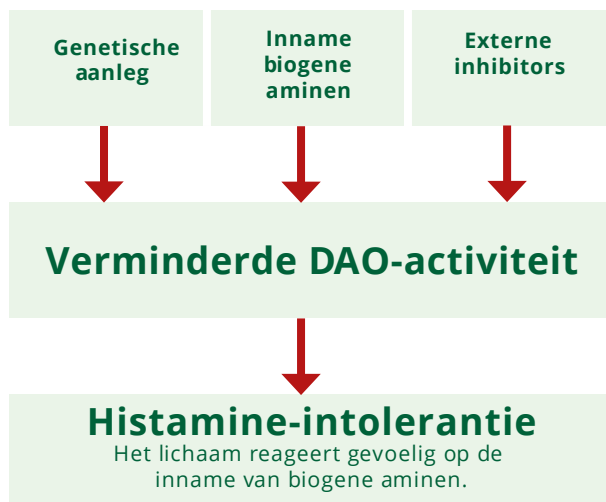 Genetische
aanleg
Inname
biogene
aminen
Externe
inhibitors
Verminderde DAO-activiteit
Histamine-intolerantie
Het lichaam reageert gevoelig op de
inname van biogene aminen.